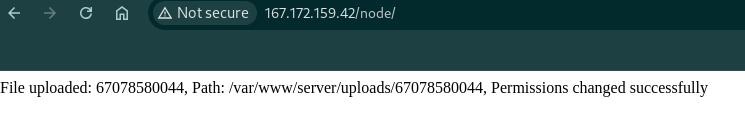 Not secure 167.172.159.42/node/
File uploaded: 67078580044, Path: /var/www/server/uploads/67078580044, Permissions changed successfully